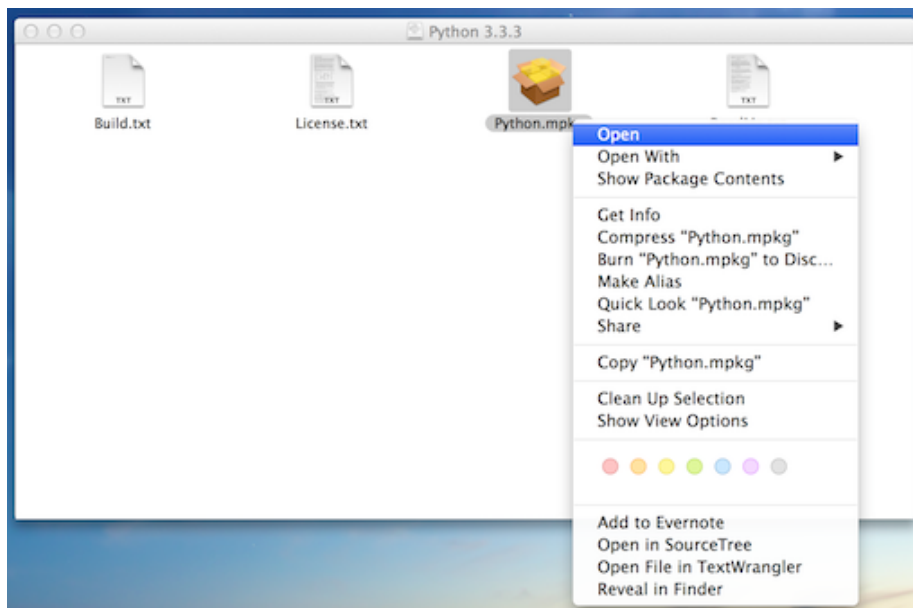 Python 3.3.3
TXT
TXT
TXT
Build.txt
License.txt
Python.mpk
Open
Open With
Show Package Contents
Get Info
Compress “Python.mpkg”
Burn “Python.mpkg” to Disc...
Make Alias
Quick Look “Python.mpkg”
Share
Copy “Python.mpkg”
Clean Up Selection
Show View Options
Add to Evernote
Open in SourceTree
Open File in TextWrangler
Reveal in Finder